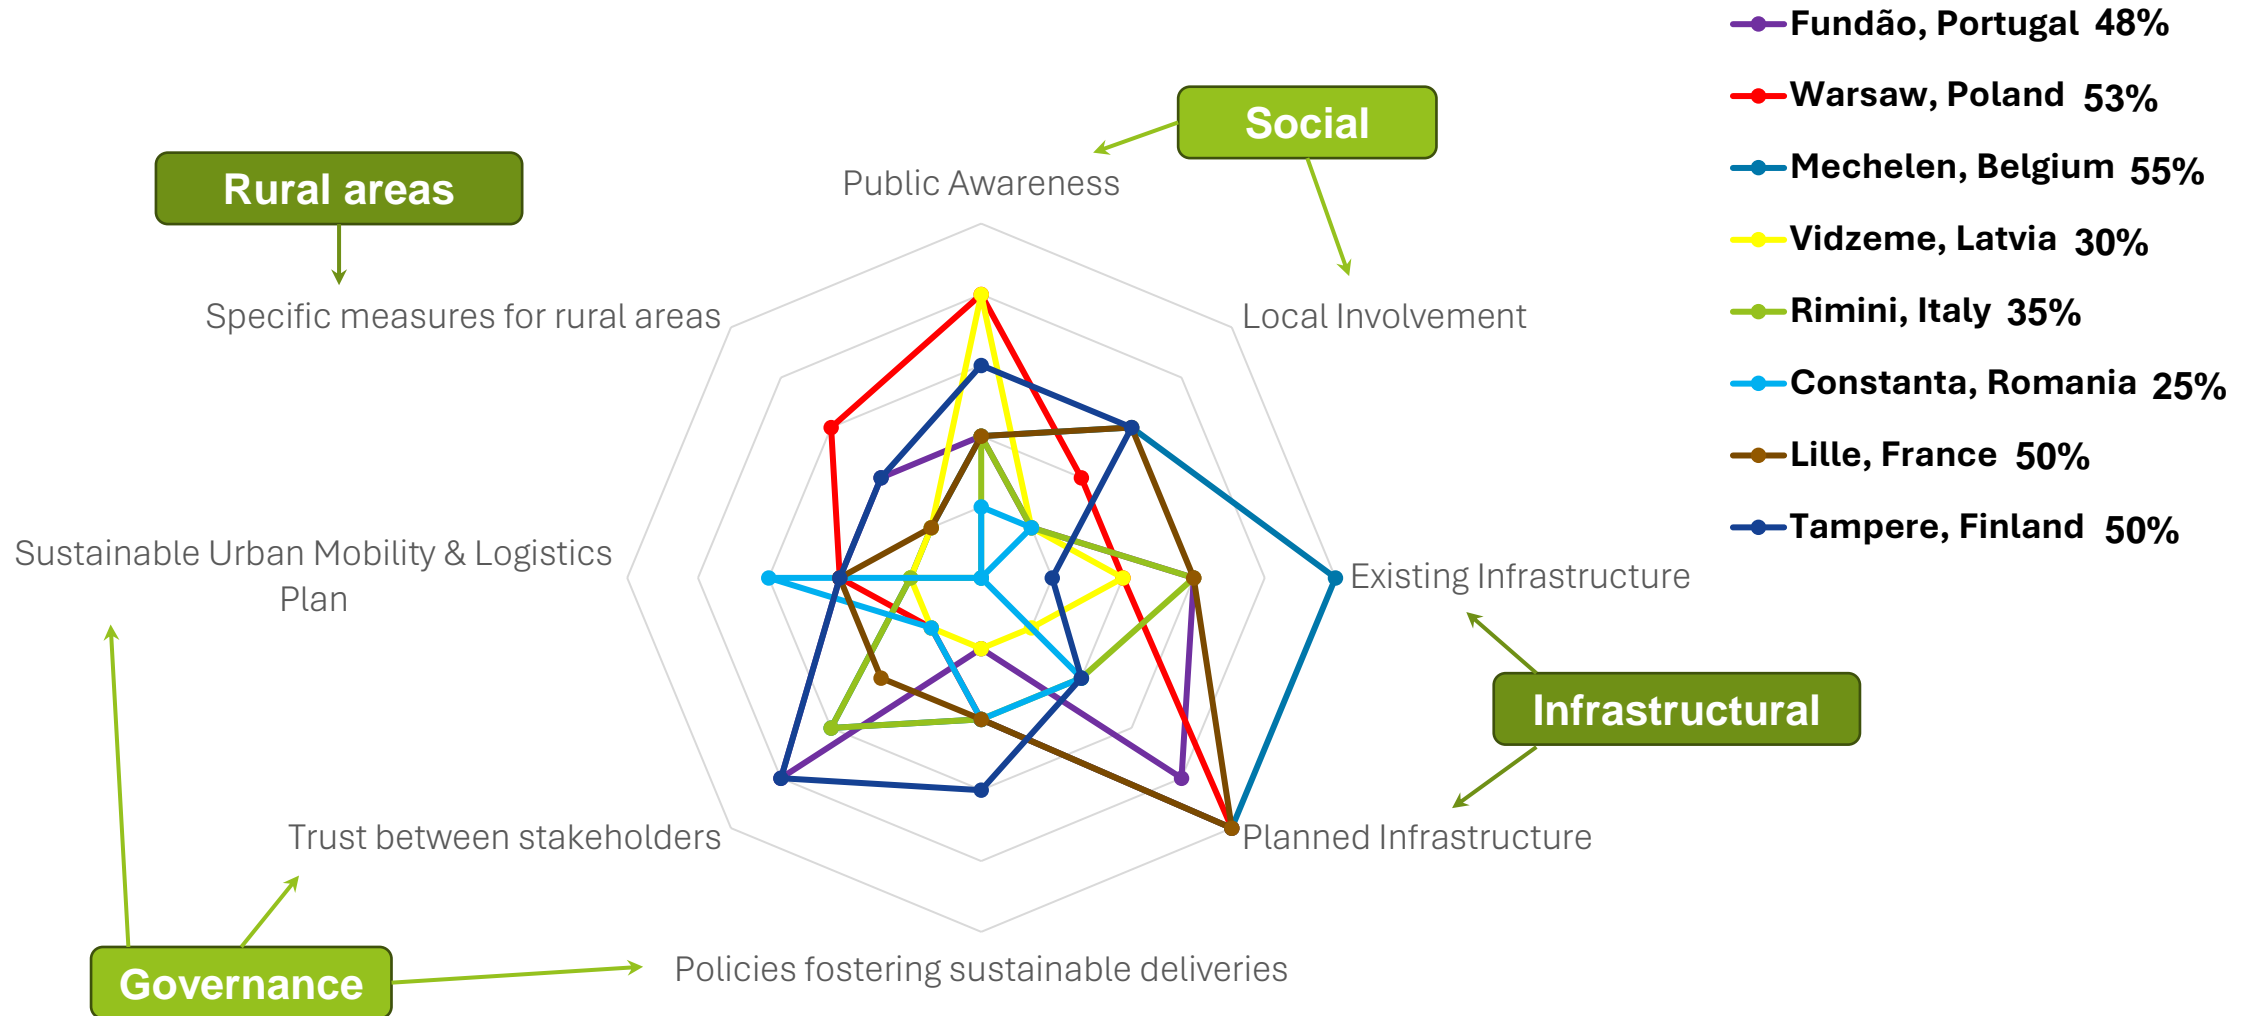 Fundão, Portugal 48%
Warsaw, Poland 53%
Mechelen, Belgium 55%
Vidzeme, Latvia 30%
Rimini, Italy 35%
Constanta, Romania 25%
Lille, France 50%
Tampere, Finland 50%
Social
Rural areas
Public Awareness
Specific measures for rural areas
Local Involvement
Sustainable Urban Mobility & Logistics
Plan
Existing Infrastructure
Infrastructural
Trust between stakeholders
Planned Infrastructure
Governance
Policies fostering sustainable deliveries